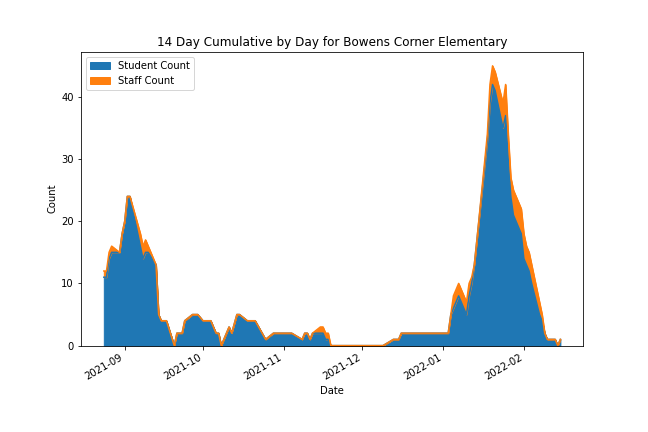 14 Day Cumulative by Day for Bowens Corner Elementary
Student Count
Staff Count
Count
40
30
20
10
0
2021-09
2021-10
2021-11
2021-12
2022-01
2022-02
Date